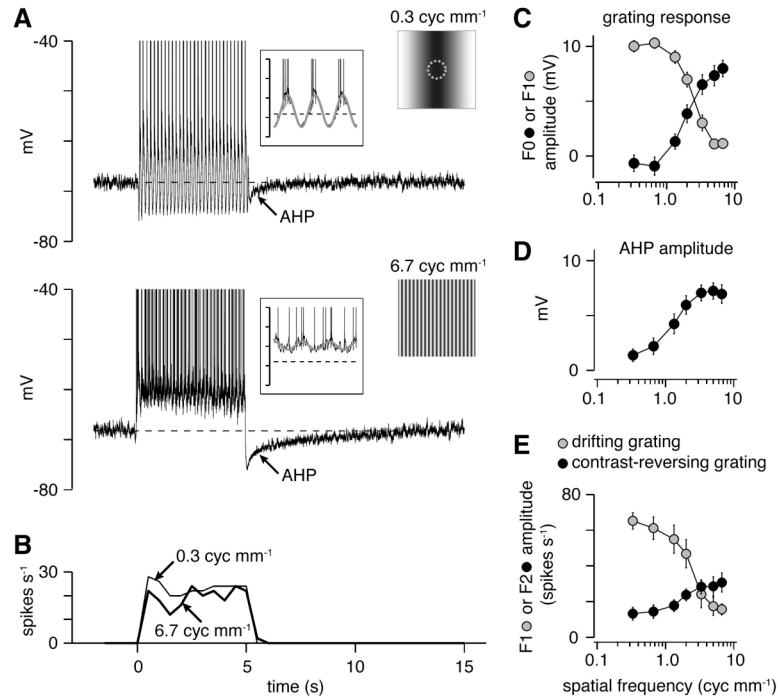 A
-40
mV
-80
AHP
0.3 cyc mm-1
-40
mV
-80
AHP
6.7 cyc mm-1
B
spikes s-1
30
0
0.3 cyc mm-1
6.7 cyc mm-1
0 5 10 15
time (s)
C grating response
F0 ● or F1 ●
amplitude (mV)
10
0
0.1 1.0 10
D AHP amplitude
mV
10
0
0.1 1.0 10
E
drifting grating
contrast-reversing grating
F1 ● or F2 ● amplitude
(spikes s-1)
80
0
0.1 1.0 10
spatial frequency (cyc mm-1)